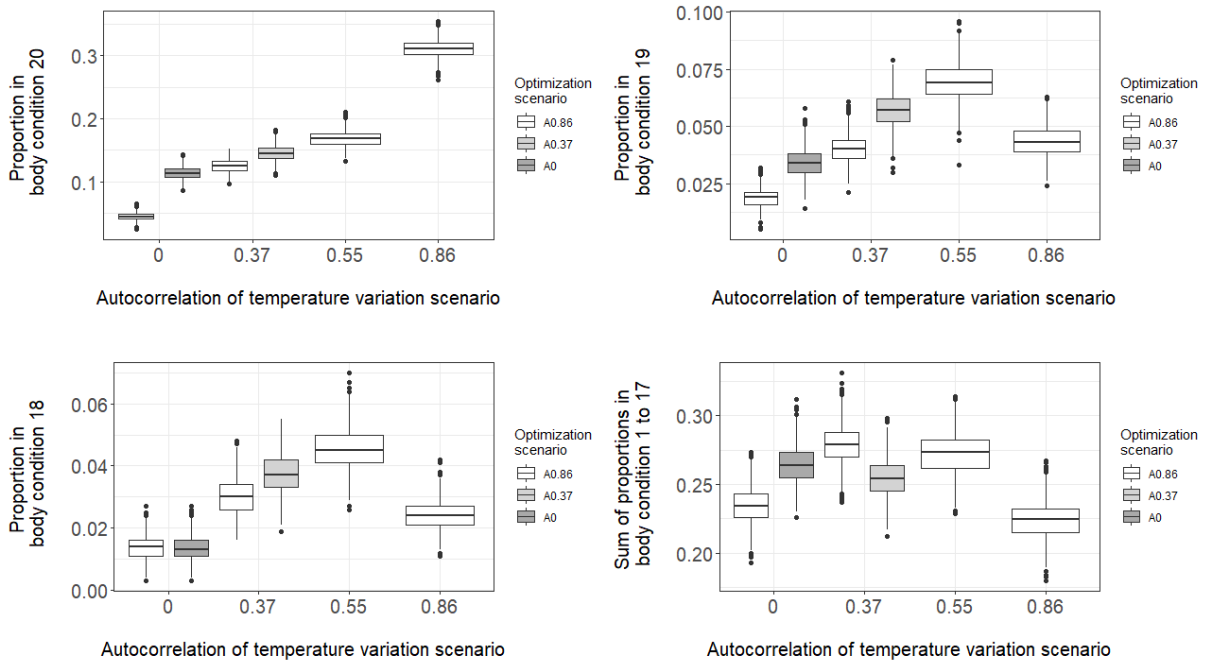 Proportion in
body condition 20
0.3
0.2
0.1
0 0.37 0.55 0.86
Autocorrelation of temperature variation scenario
Optimization
scenario
A0.86
A0.37
A0
Proportion in
body condition 19
0.100
0.075
0.050
0.025
0 0.37 0.55 0.86
Autocorrelation of temperature variation scenario
Optimization
scenario
A0.86
A0.37
A0
Proportion in
body condition 18
0.06
0.04
0.02
0.00
0 0.37 0.55 0.86
Autocorrelation of temperature variation scenario
Optimization
scenario
A0.86
A0.37
A0
Sum of proportions in
body condition 1 to 17
0.30
0.25
0.20
0 0.37 0.55 0.86
Autocorrelation of temperature variation scenario
Optimization
scenario
A0.86
A0.37
A0